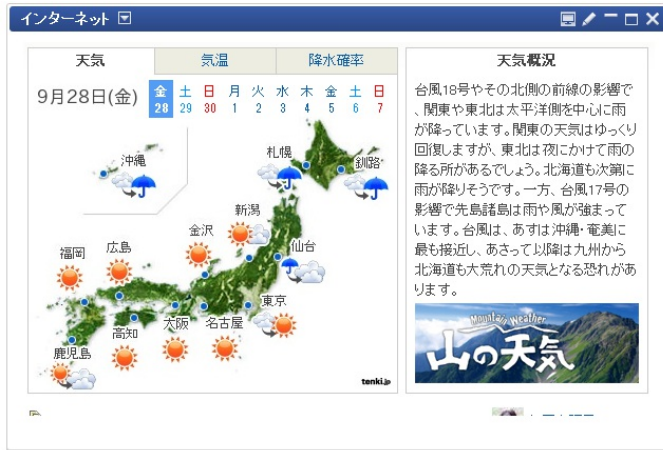 インターネット
天気
気温
降水確率
9月28日(金)
金 土 日 月 火 水 木 金 土 日
28 29 30 1 2 3 4 5 6 7
沖縄
札幌
釧路
新潟
金沢
仙台
福岡
広島
東京
高知
大阪
名古屋
鹿児島
tenki.jp
天気概況
台風18号やその北側の前線の影響で
、関東や東北は太平洋側を中心に雨
が降っています。関東の天気はゆっくり
回復しますが、東北は夜にかけて雨の
降る所があるでしょう。北海道も次第に
雨が降りそうです。一方、台風17号の
影響で先島諸島は雨や風が強まって
います。台風は、あすは沖縄・奄美に
最も接近し、あさって以降は九州から
北海道も大荒れの天気となる恐れがあ
ります。
Mountain Weather
山の天気